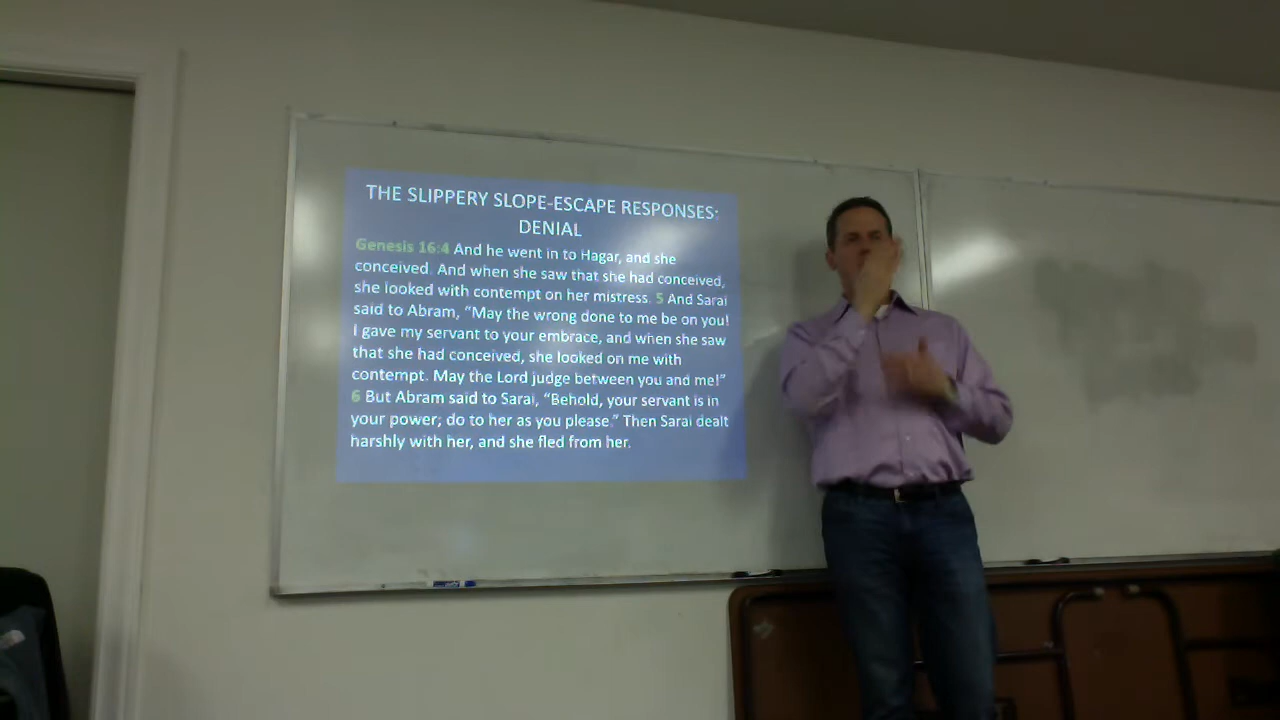 THE SLIPPERY SLOPE-ESCAPE RESPONSES:
DENIAL
Genesis 16:4 And he went in to Hagar, and she
conceived. And when she saw that she had conceived,
she looked with contempt on her mistress. 5 And Sarai
said to Abram, “May the wrong done to me be on you!
I gave my servant to your embrace, and when she saw
that she had conceived, she looked on me with
contempt. May the Lord judge between you and me!”
6 But Abram said to Sarai, “Behold, your servant is in
your power; do to her as you please.” Then Sarai dealt
harshly with her, and she fled from her.